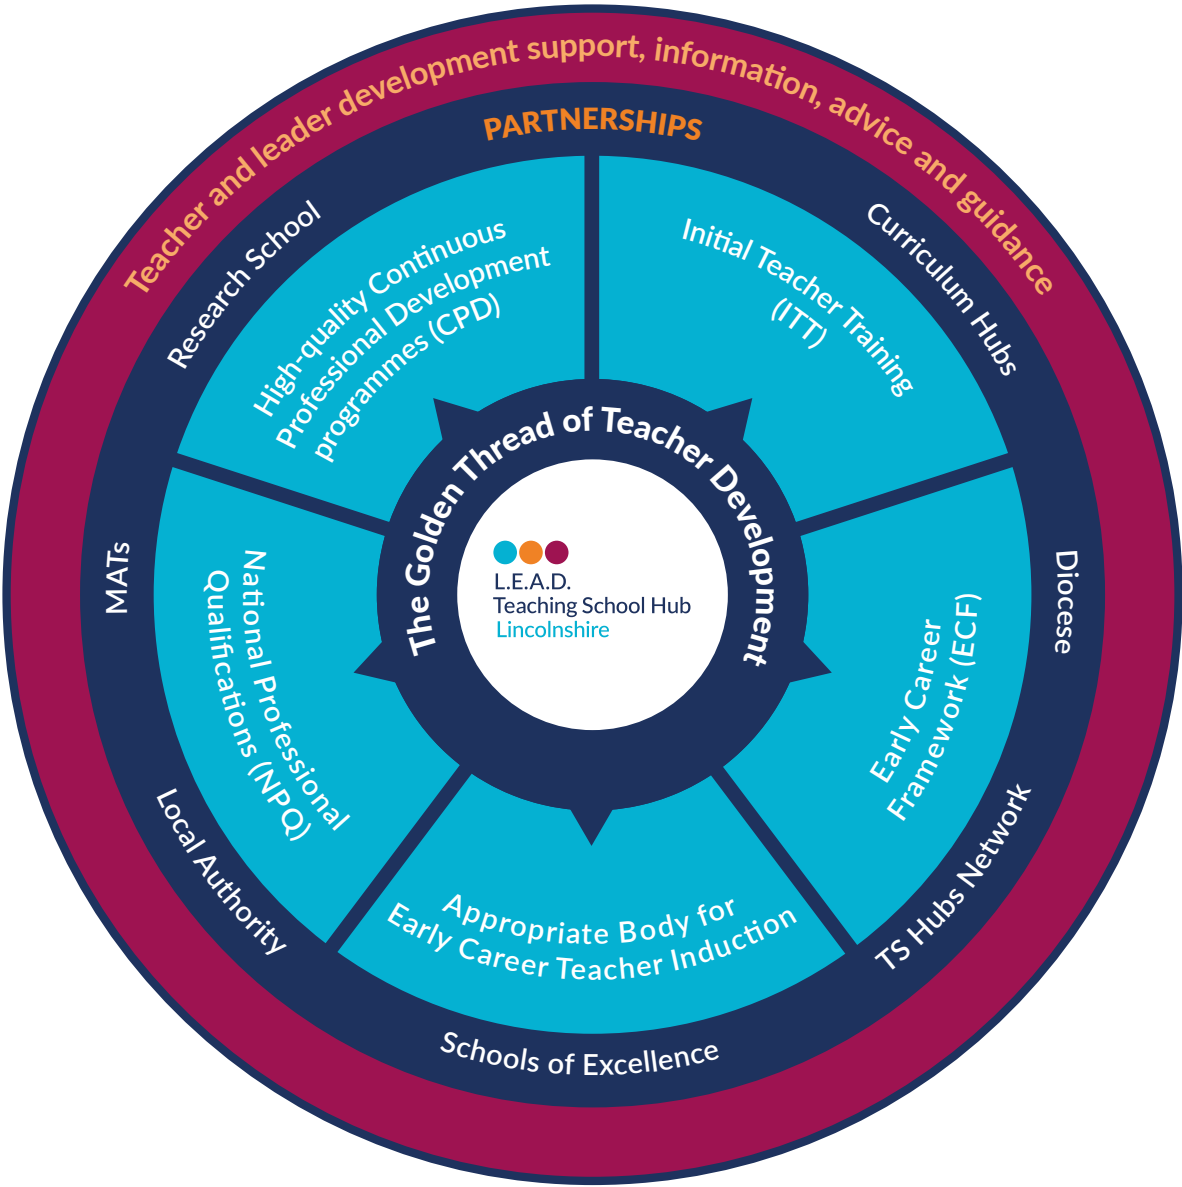 Teacher and leader development support, information, advice and guidance
PARTNERSHIPS
Research School
Curriculum Hubs
Diocese
TS Hubs Network
Schools of Excellence
Local Authority
MATs
High-quality Continuous
Professional Development
programmes (CPD)
Initial Teacher Training
(ITT)
Early Career
Framework (ECF)
Appropriate Body for
Early Career Teacher Induction
National Professional
Qualifications (NPQ)
The Golden Thread of Teacher Development
L.E.A.D.
Teaching School Hub
Lincolnshire